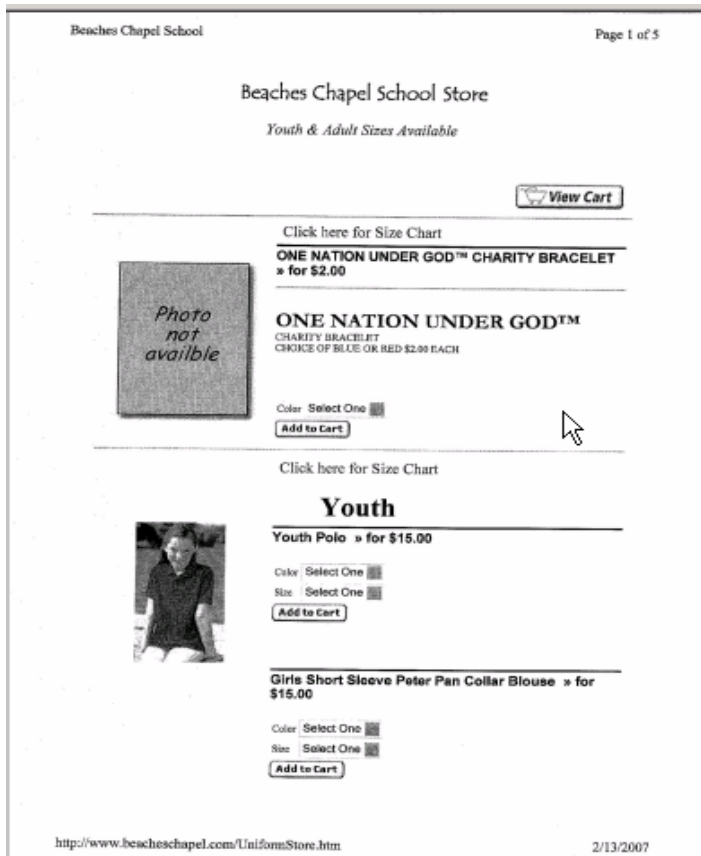 Beaches Chapel School
Page 1 of 5
Beaches Chapel School Store
Youth & Adult Sizes Available
View Cart
Click here for Size Chart
ONE NATION UNDER GOD™ CHARITY BRACELET
» for $2.00
Photo
not
availble
ONE NATION UNDER GOD™
CHARITY BRACELET
CHOICE OF BLUE OR RED $2.00 EACH
Color Select One
Add to Cart
Click here for Size Chart
Youth
Youth Polo » for $15.00
Color Select One
Size Select One
Add to Cart
Girls Short Sleeve Peter Pan Collar Blouse » for
$15.00
Color Select One
Size Select One
Add to Cart
http://www.beacheschapel.com/UniformStore.htm
2/13/2007